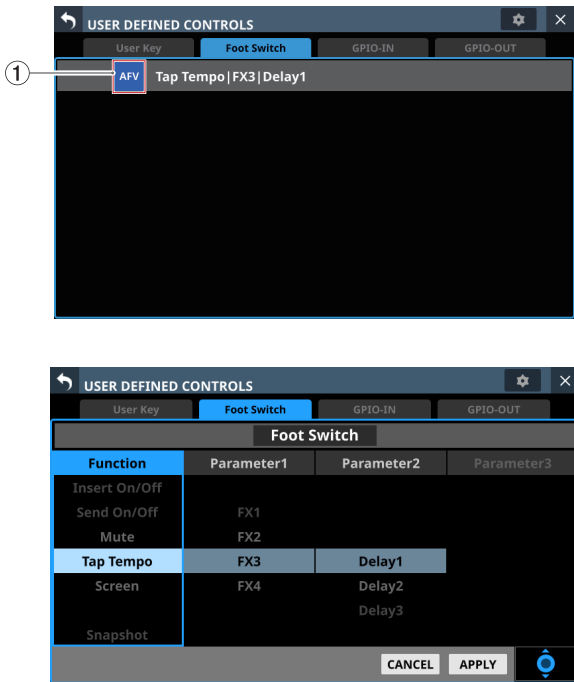 USER DEFINED CONTROLS
User Key Foot Switch GPIO-IN GPIO-OUT
1 AFV Tap Tempo|FX3|Delay1
USER DEFINED CONTROLS
User Key Foot Switch GPIO-IN GPIO-OUT
Foot Switch
Function Parameter1 Parameter2 Parameter3
Insert On/Off
Send On/Off FX1
Mute FX2
Tap Tempo FX3 Delay1
Screen FX4 Delay2
Delay3
Snapshot
CANCEL APPLY